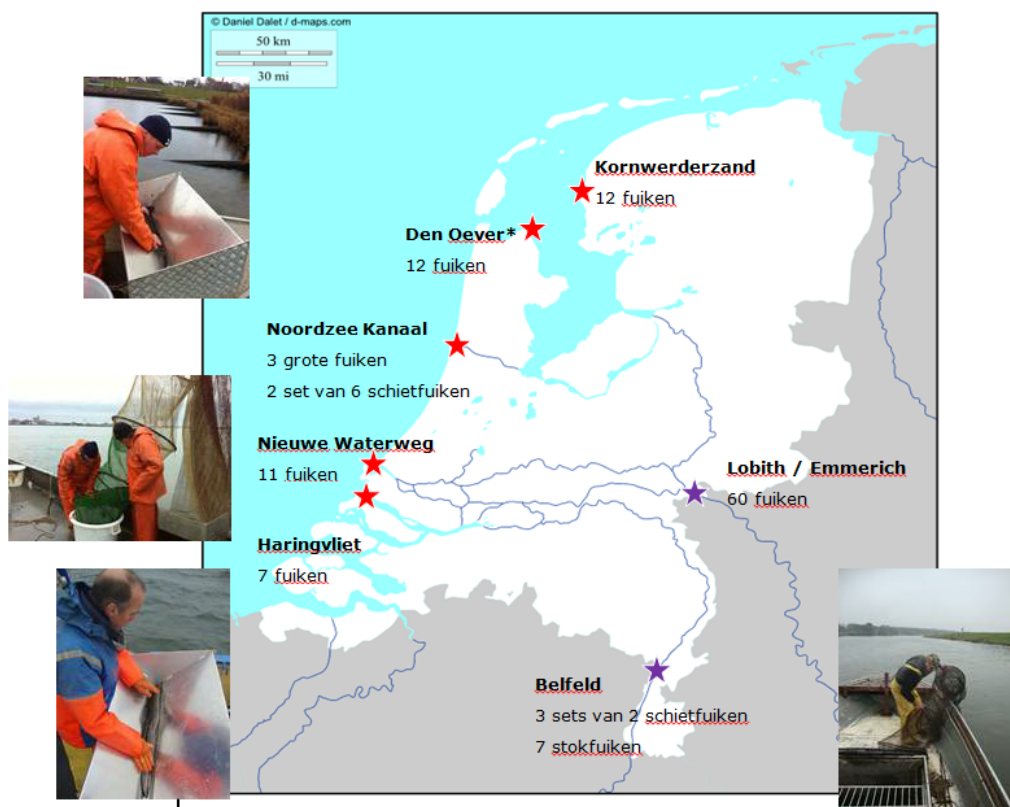 © Daniel Dalet / d-maps.com
50 km
30 mi
Kornwerderzand
12 fuiken
Den Oever*
12 fuiken
Noordzee Kanaal
3 grote fuiken
2 set van 6 schietfuiken
Nieuwe Waterweg
11 fuiken
Lobith / Emmerich
60 fuiken
Haringvliet
7 fuiken
Belfeld
3 sets van 2 schietfuiken
7 stokfuiken